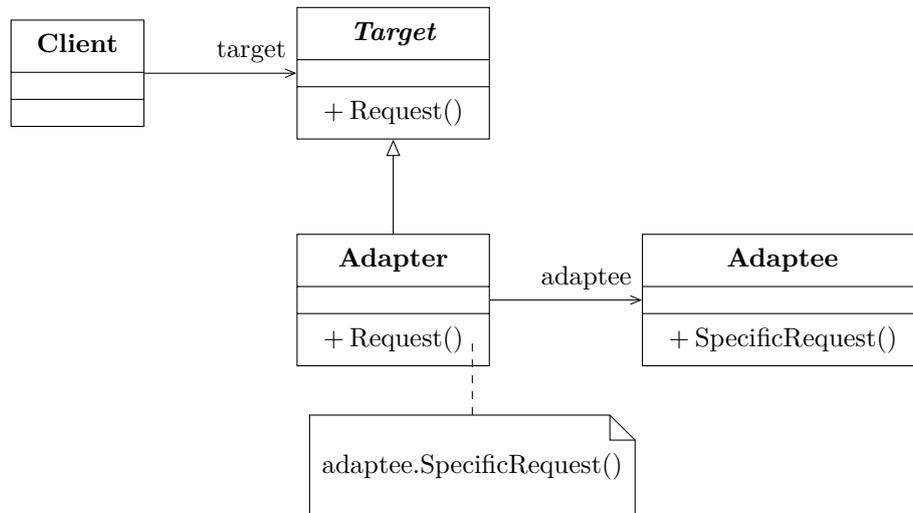 Client
target
Target
+ Request()
Adapter
+ Request()
adaptee
Adaptee
+ SpecificRequest()
adaptee.SpecificRequest()